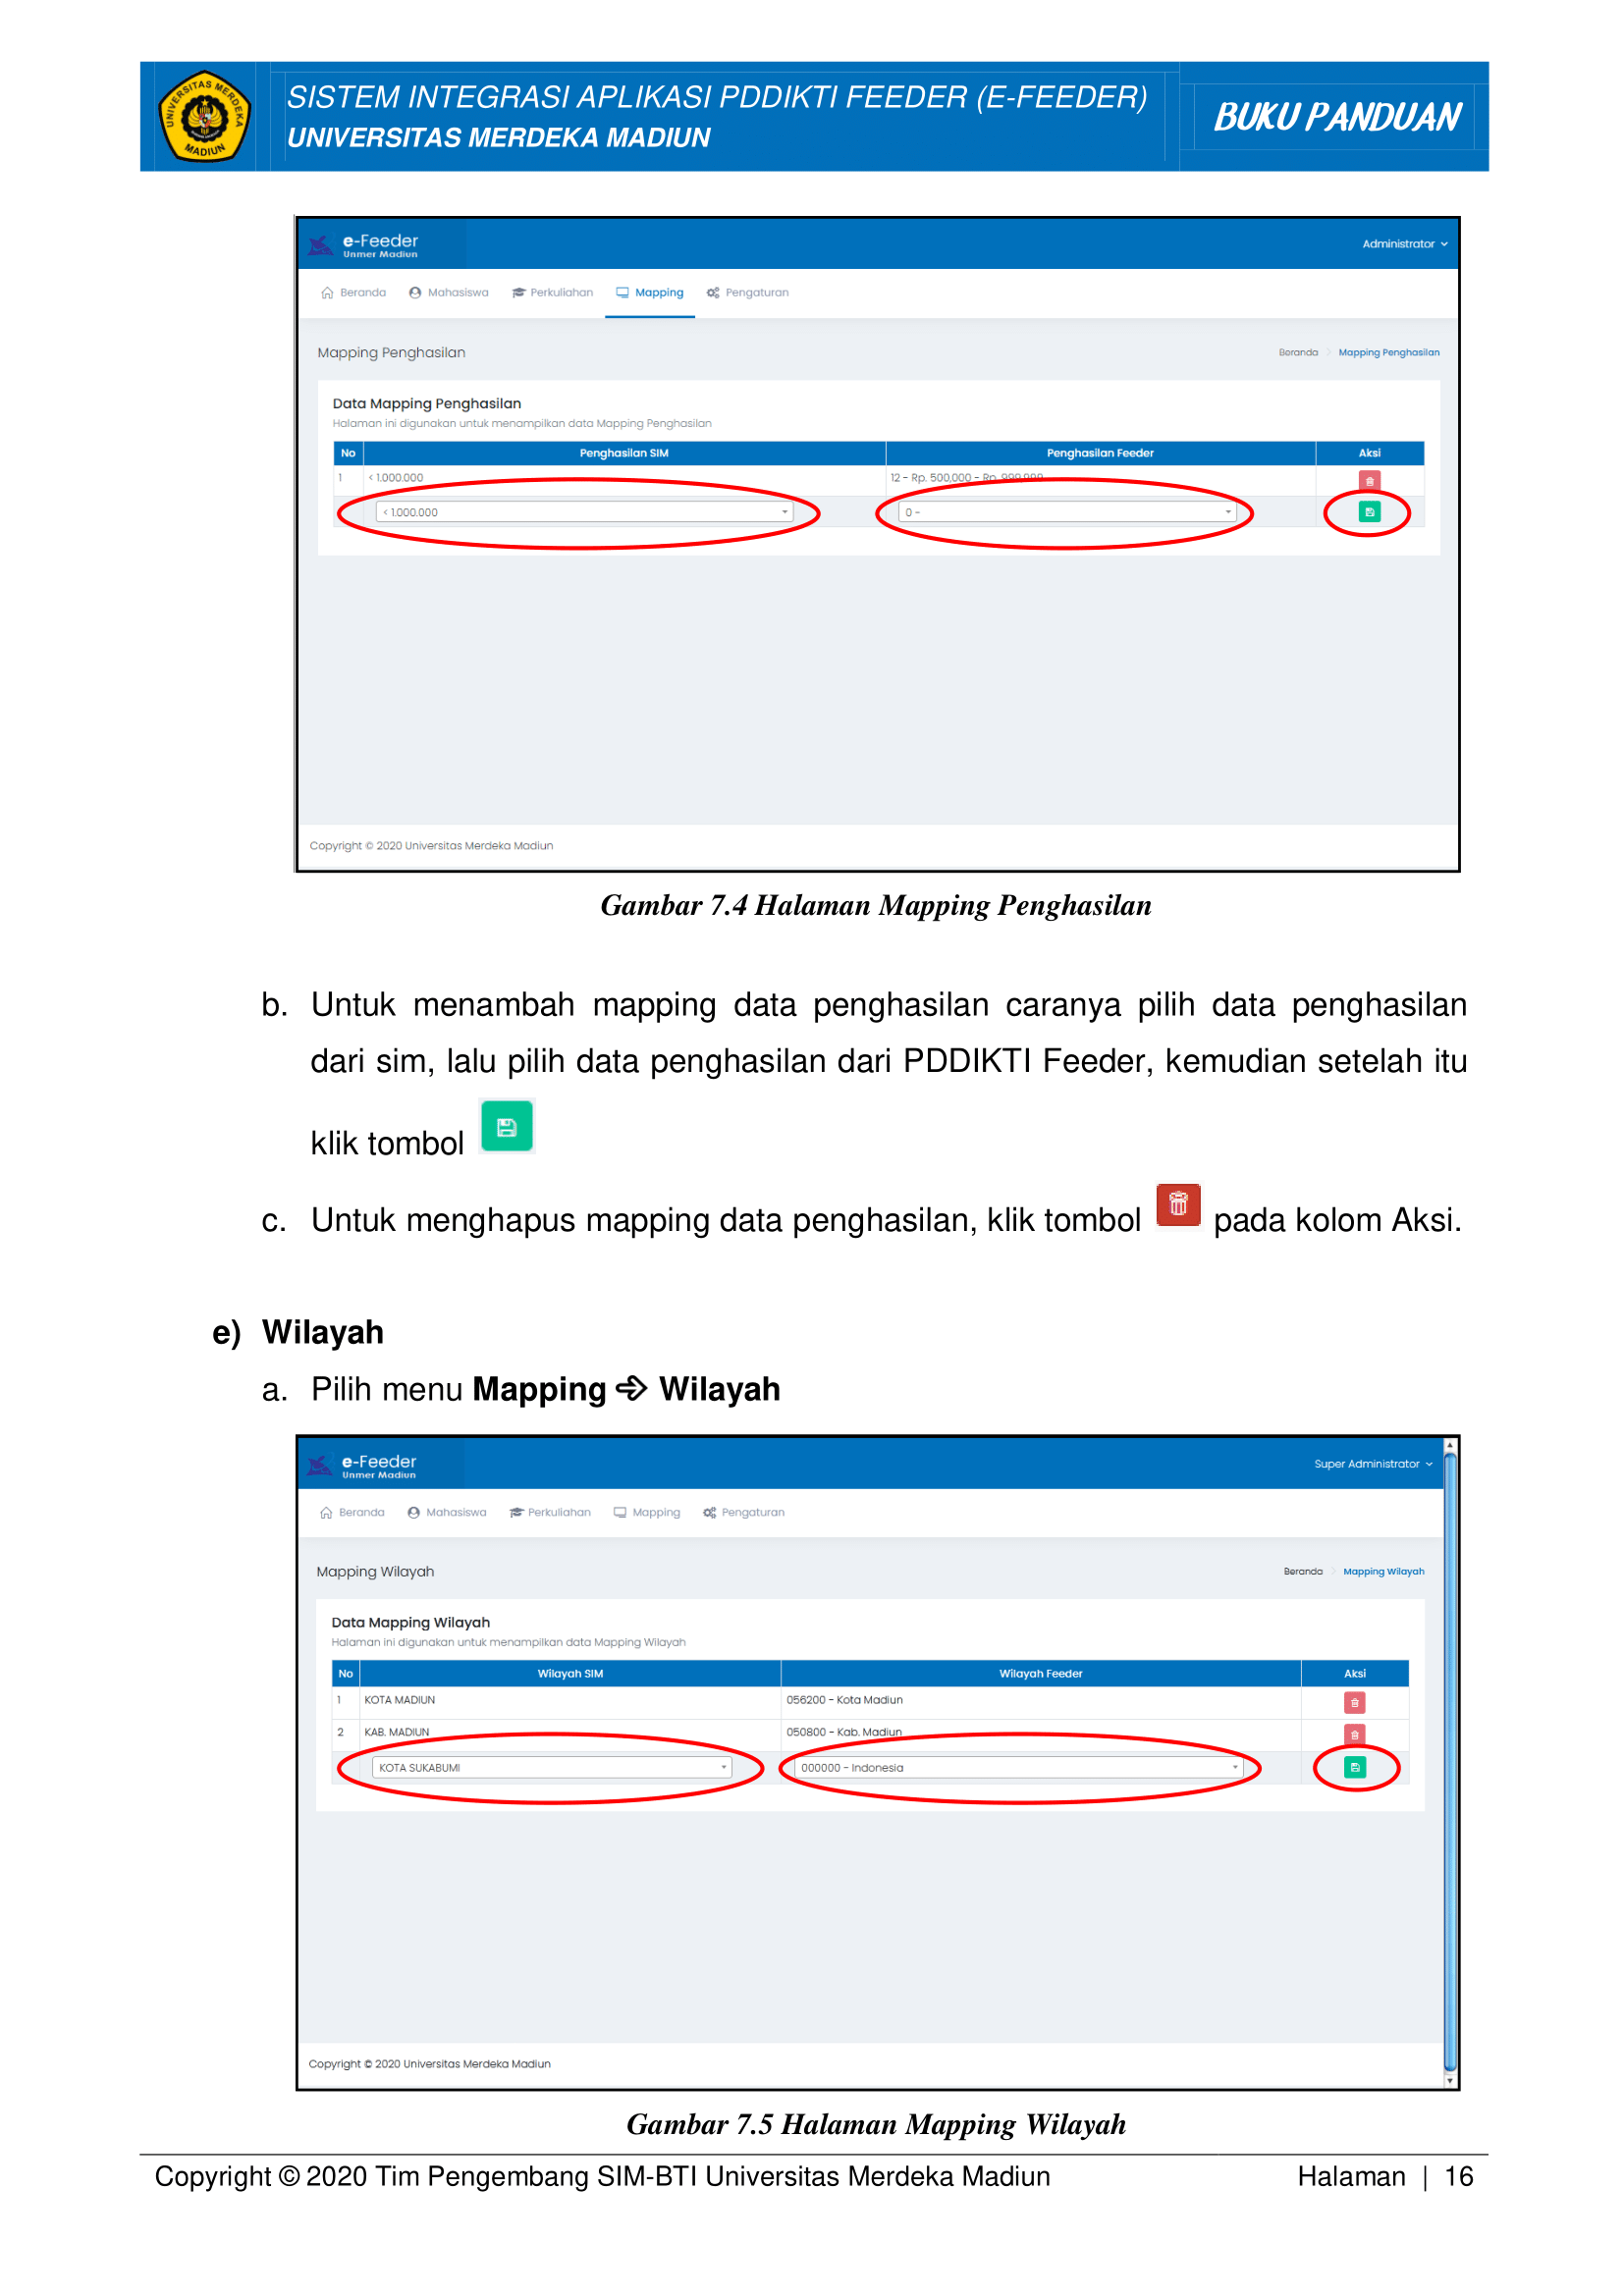 UNIVERSITAS MERDEKA
MADIUN
SISTEM INTEGRASI APLIKASI PDDIKTI FEEDER (E-FEEDER)
UNIVERSITAS MERDEKA MADIUN
BUKU PANDUAN
e-Feeder
Unmer Madiun
Administrator
Beranda Mahasiswa Perkuliahan Mapping Pengaturan
Mapping Penghasilan
Beranda > Mapping Penghasilan
Data Mapping Penghasilan
Halaman ini digunakan untuk menampilkan data Mapping Penghasilan
No Penghasilan SIM Penghasilan Feeder Aksi
1 < 1.000.000 12 - Rp. 500,000 - Rp. 999,999
< 1.000.000 0 -
Copyright © 2020 Universitas Merdeka Madiun
Gambar 7.4 Halaman Mapping Penghasilan
b. Untuk menambah mapping data penghasilan caranya pilih data penghasilan
dari sim, lalu pilih data penghasilan dari PDDIKTI Feeder, kemudian setelah itu
klik tombol
c. Untuk menghapus mapping data penghasilan, klik tombol pada kolom Aksi.
e) Wilayah
a. Pilih menu Mapping ➪ Wilayah
e-Feeder
Unmer Madiun
Super Administrator
Beranda Mahasiswa Perkuliahan Mapping Pengaturan
Mapping Wilayah
Beranda > Mapping Wilayah
Data Mapping Wilayah
Halaman ini digunakan untuk menampilkan data Mapping Wilayah
No Wilayah SIM Wilayah Feeder Aksi
1 KOTA MADIUN 056200 - Kota Madiun
2 KAB. MADIUN 050800 - Kab. Madiun
KOTA SUKABUMI 000000 - Indonesia
Copyright © 2020 Universitas Merdeka Madiun
Gambar 7.5 Halaman Mapping Wilayah
Copyright © 2020 Tim Pengembang SIM-BTI Universitas Merdeka Madiun
Halaman | 16